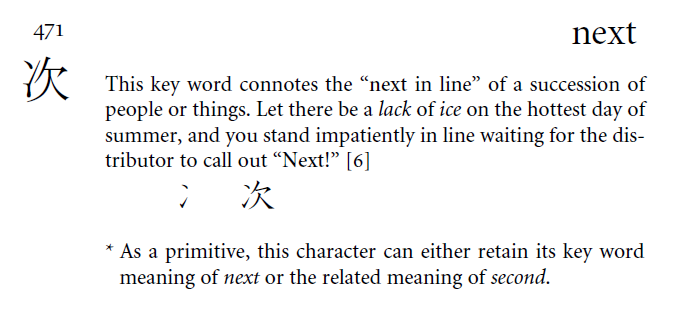 471 next
次
This key word connotes the “next in line” of a succession of
people or things. Let there be a lack of ice on the hottest day of
summer, and you stand impatiently in line waiting for the dis-
tributor to call out “Next!” [6]
冫 次
* As a primitive, this character can either retain its key word
meaning of next or the related meaning of second.